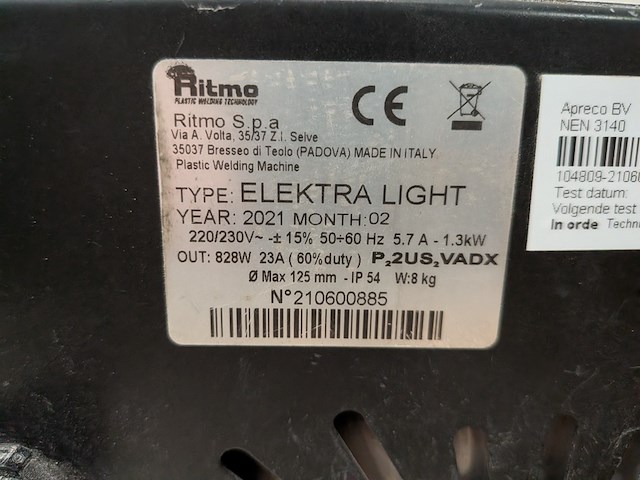 Ritmo
PLASTIC WELDING TECHNOLOGY
CE
Ritmo S.p.a
Via A. Volta, 35/37 Z.I. Selve
35037 Bresseo di Teolo (PADOVA) MADE IN ITALY
Plastic Welding Machine
TYPE: ELEKTRA LIGHT
YEAR: 2021 MONTH: 02
220/230V~ -± 15% 50÷60 Hz 5.7 A - 1.3kW
OUT: 828W 23A (60%duty) P₂2US₂VADX
Ø Max 125 mm - IP 54 W:8 kg
N°210600885
Apreco BV
NEN 3140
Test datum:
Volgende test
In orde